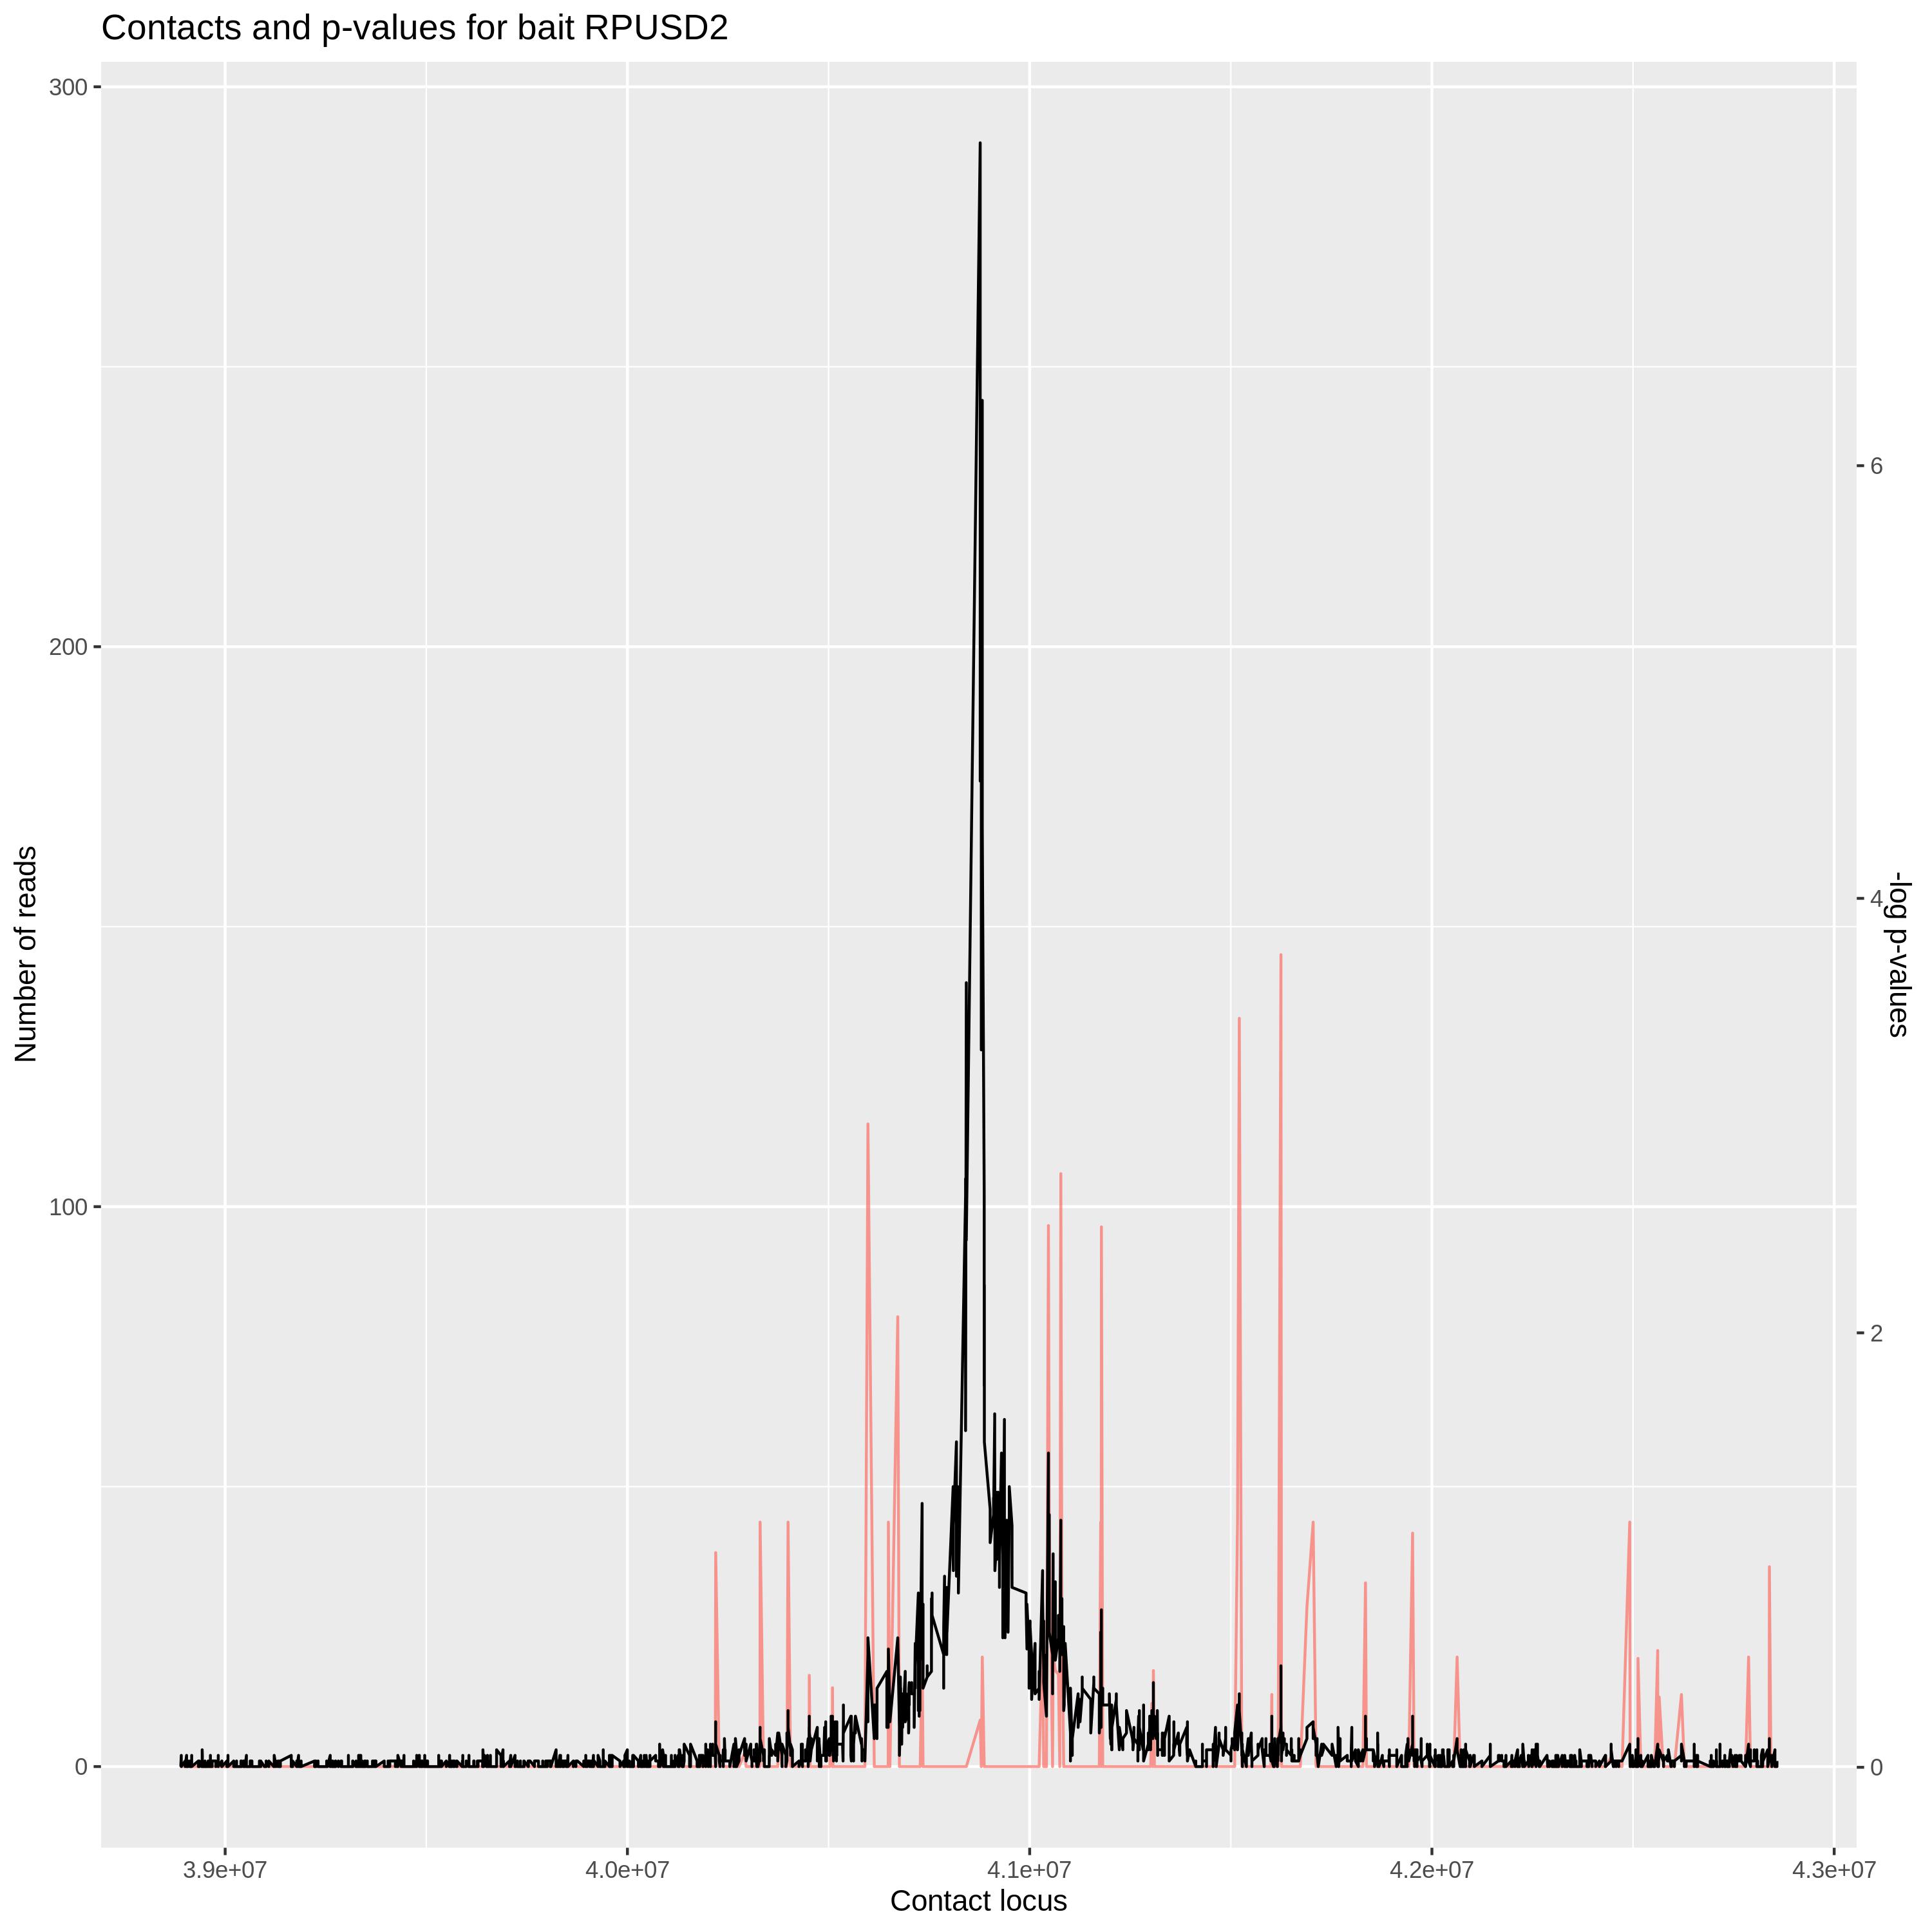 Contacts and p-values for bait RPUSD2
300
200
100
0
Number of reads
6
4
2
0
-log p-values
3.9e+07 4.0e+07 4.1e+07 4.2e+07 4.3e+07
Contact locus